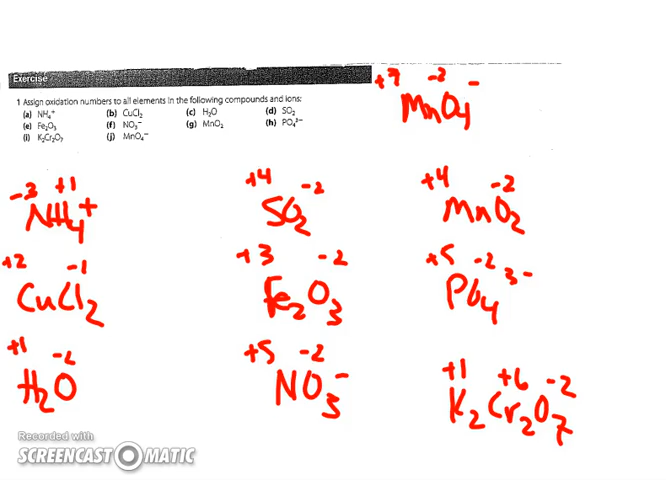 Exercise
1 Assign oxidation numbers to all elements in the following compounds and ions:
(a) NH₄⁺ (b) CuCl₂ (c) H₂O (d) SO₂
(e) Fe₂O₃ (f) NO₃⁻ (g) MnO₂ (h) PO₄³⁻
(i) K₂Cr₂O₇ (j) MnO₄⁻
+7 -2
MnO₄⁻
-3 +1
NH₄⁺
+4 -2
SO₂
+4 -2
MnO₂
+2 -1
CuCl₂
+3 -2
Fe₂O₃
+5 -2
PO₄³⁻
+1 -2
H₂O
+5 -2
NO₃⁻
+1 +6 -2
K₂Cr₂O₇
Recorded with
SCREENCAST-O-MATIC